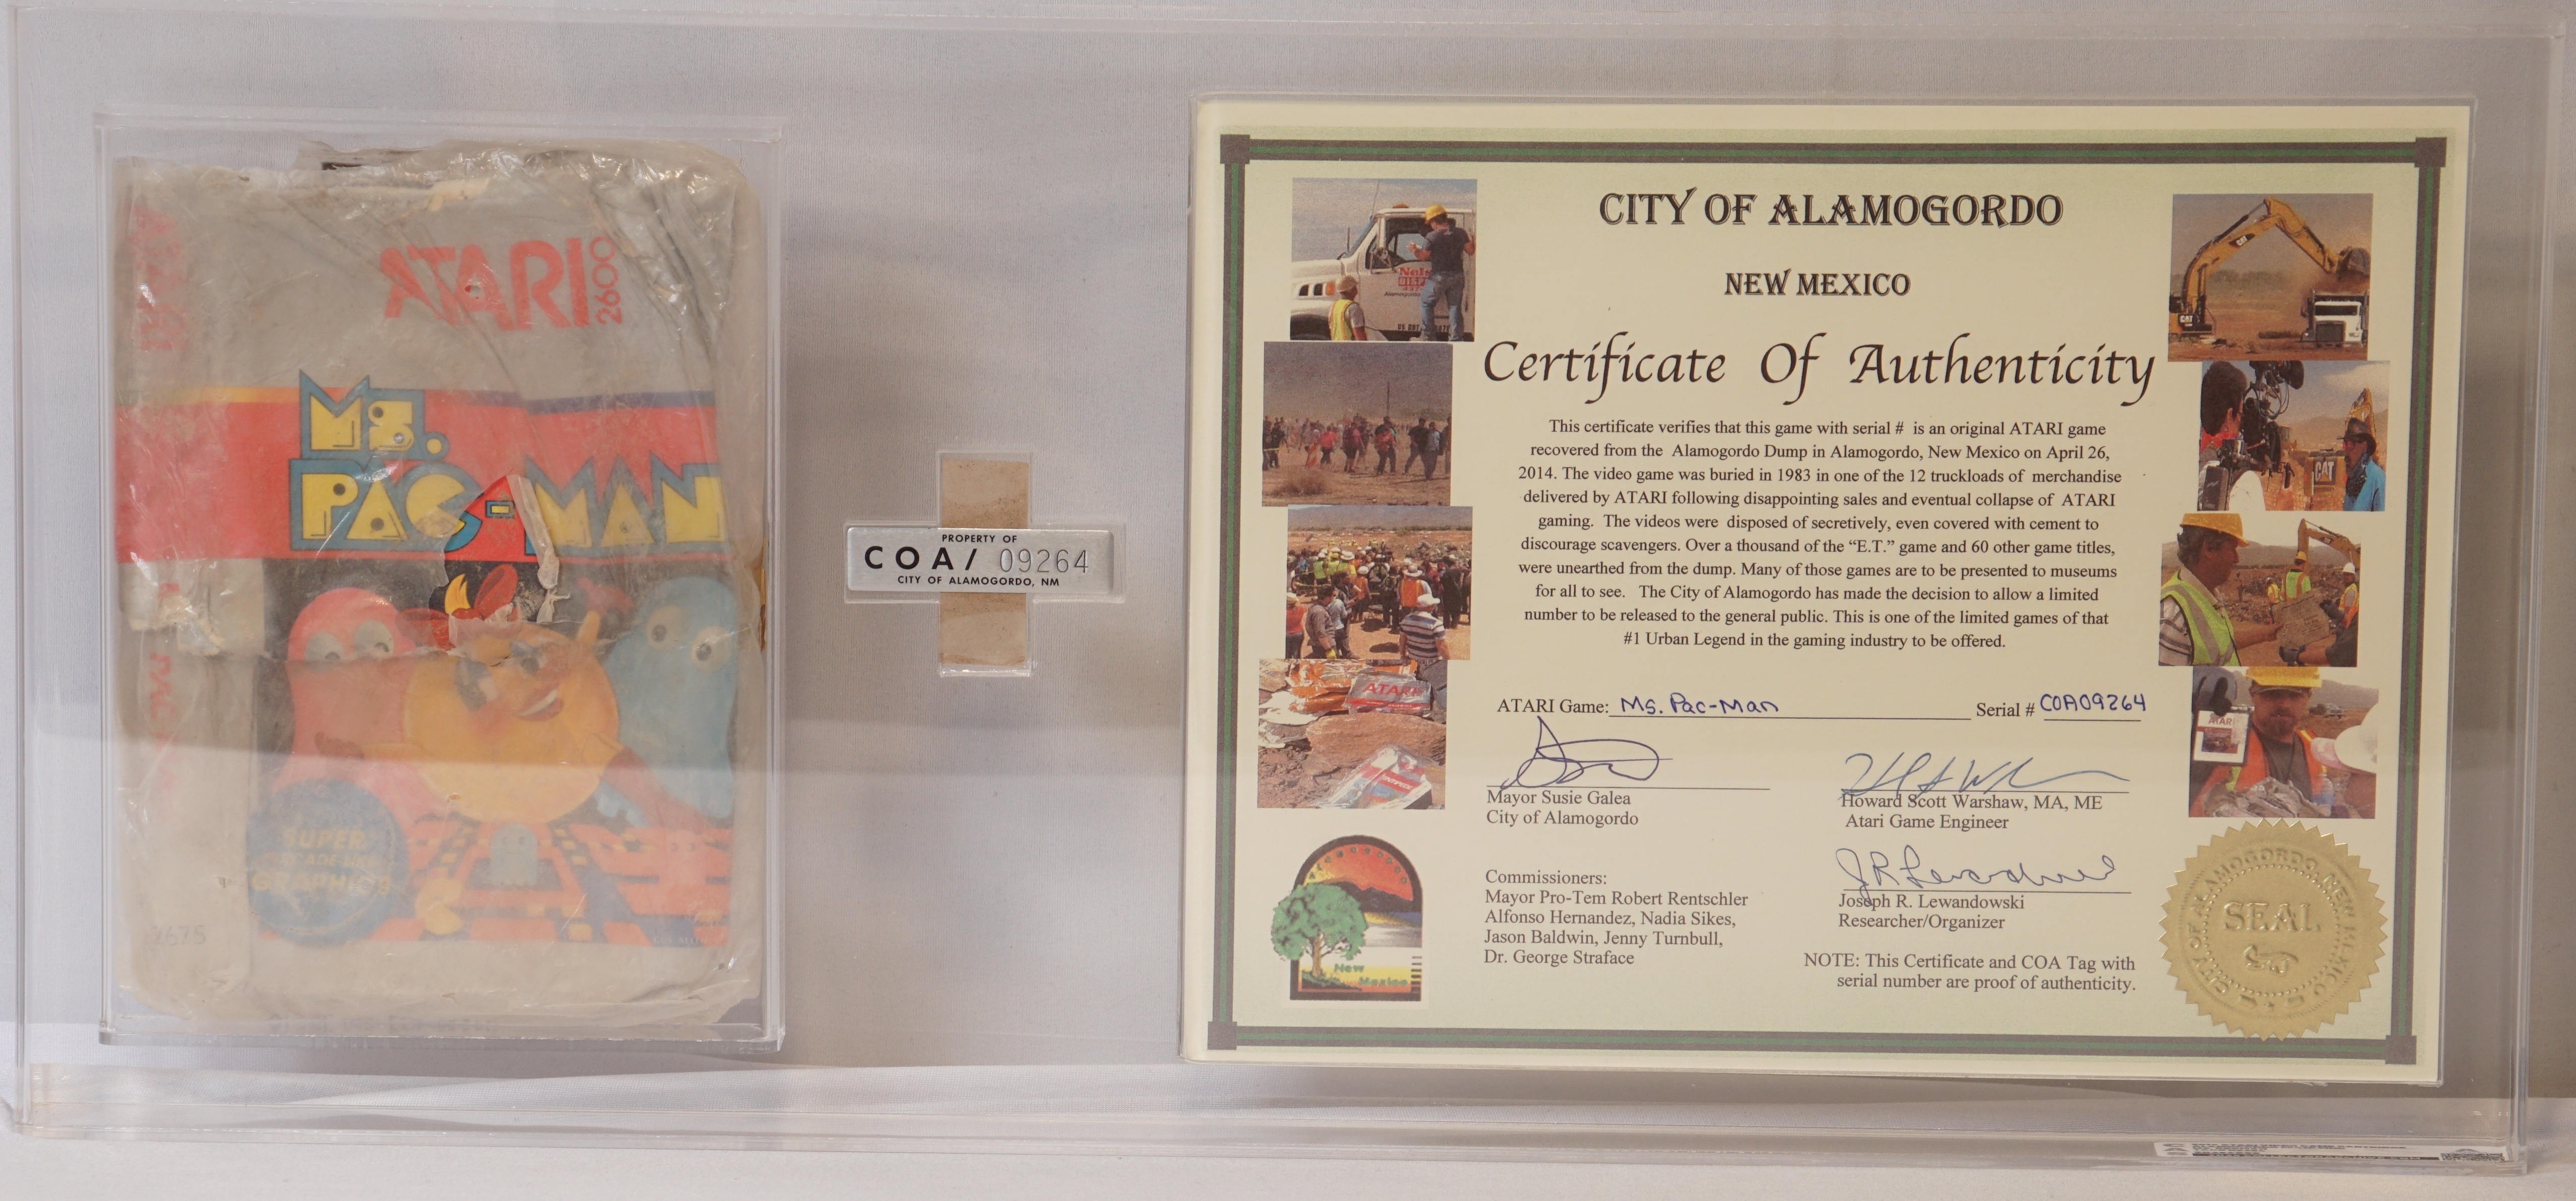 ATARI 2600
MS.
PAC-MAN
SUPER
GRAPHICS
2675
PROPERTY OF
COA/ 09264
CITY OF ALAMOGORDO, NM
CITY OF ALAMOGORDO
NEW MEXICO
Certificate Of Authenticity
This certificate verifies that this game with serial # is an original ATARI game
recovered from the Alamogordo Dump in Alamogordo, New Mexico on April 26,
2014. The video game was buried in 1983 in one of the 12 truckloads of merchandise
delivered by ATARI following disappointing sales and eventual collapse of ATARI
gaming. The videos were disposed of secretively, even covered with cement to
discourage scavengers. Over a thousand of the “E.T.” game and 60 other game titles,
were unearthed from the dump. Many of those games are to be presented to museums
for all to see. The City of Alamogordo has made the decision to allow a limited
number to be released to the general public. This is one of the limited games of that
#1 Urban Legend in the gaming industry to be offered.
ATARI Game: Ms. Pac-Man Serial # COA09264
Mayor Susie Galea
City of Alamogordo
Howard Scott Warshaw, MA, ME
Atari Game Engineer
Commissioners:
Mayor Pro-Tem Robert Rentschler
Alfonso Hernandez, Nadia Sikes,
Jason Baldwin, Jenny Turnbull,
Dr. George Straface
JR Lewandowski
Joseph R. Lewandowski
Researcher/Organizer
NOTE: This Certificate and COA Tag with
serial number are proof of authenticity.
New
Mexico
CITY OF ALAMOGORDO, NEW MEXICO
SEAL
CAT
CAT
ATARI